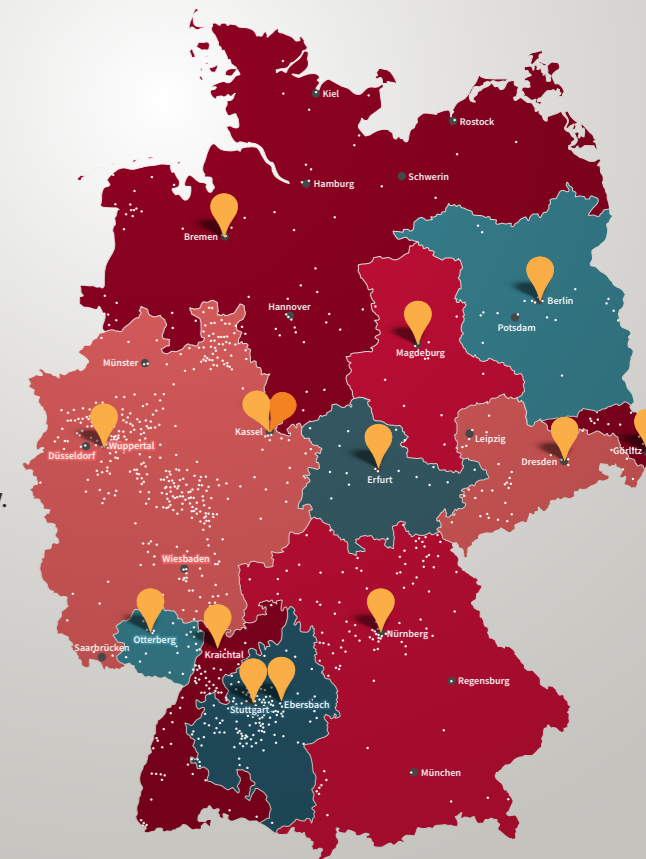 Kiel
Rostock
Schwerin
Hamburg
Bremen
Hannover
Berlin
Potsdam
Magdeburg
Münster
Kassel
Wuppertal
Düsseldorf
Leipzig
Dresden
Görlitz
Erfurt
Wiesbaden
Otterberg
Saarbrücken
Kraichtal
Nürnberg
Regensburg
Stuttgart
Ebersbach
München